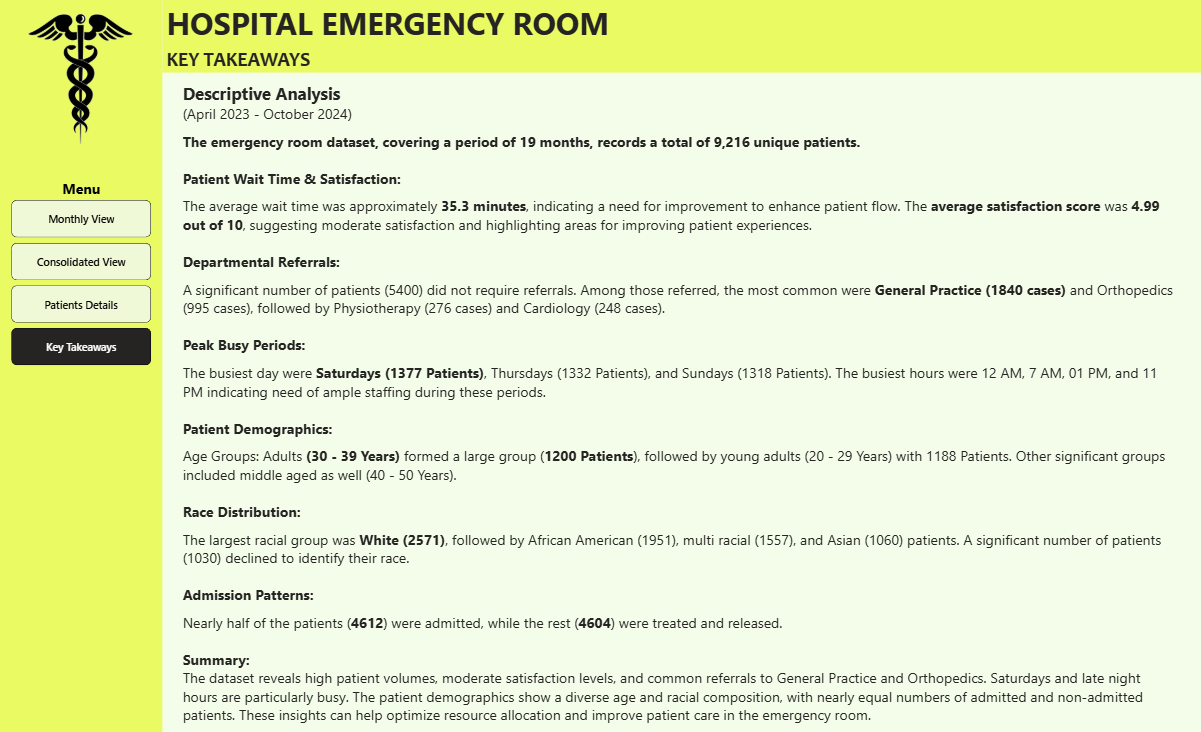 HOSPITAL EMERGENCY ROOM
KEY TAKEAWAYS
Menu
Monthly View
Consolidated View
Patients Details
Key Takeaways
Descriptive Analysis
(April 2023 - October 2024)
The emergency room dataset, covering a period of 19 months, records a total of 9,216 unique patients.
Patient Wait Time & Satisfaction:
The average wait time was approximately 35.3 minutes, indicating a need for improvement to enhance patient flow. The average satisfaction score was 4.99
out of 10, suggesting moderate satisfaction and highlighting areas for improving patient experiences.
Departmental Referrals:
A significant number of patients (5400) did not require referrals. Among those referred, the most common were General Practice (1840 cases) and Orthopedics
(995 cases), followed by Physiotherapy (276 cases) and Cardiology (248 cases).
Peak Busy Periods:
The busiest day were Saturdays (1377 Patients), Thursdays (1332 Patients), and Sundays (1318 Patients). The busiest hours were 12 AM, 7 AM, 01 PM, and 11
PM indicating need of ample staffing during these periods.
Patient Demographics:
Age Groups: Adults (30 - 39 Years) formed a large group (1200 Patients), followed by young adults (20 - 29 Years) with 1188 Patients. Other significant groups
included middle aged as well (40 - 50 Years).
Race Distribution:
The largest racial group was White (2571), followed by African American (1951), multi racial (1557), and Asian (1060) patients. A significant number of patients
(1030) declined to identify their race.
Admission Patterns:
Nearly half of the patients (4612) were admitted, while the rest (4604) were treated and released.
Summary:
The dataset reveals high patient volumes, moderate satisfaction levels, and common referrals to General Practice and Orthopedics. Saturdays and late night
hours are particularly busy. The patient demographics show a diverse age and racial composition, with nearly equal numbers of admitted and non-admitted
patients. These insights can help optimize resource allocation and improve patient care in the emergency room.